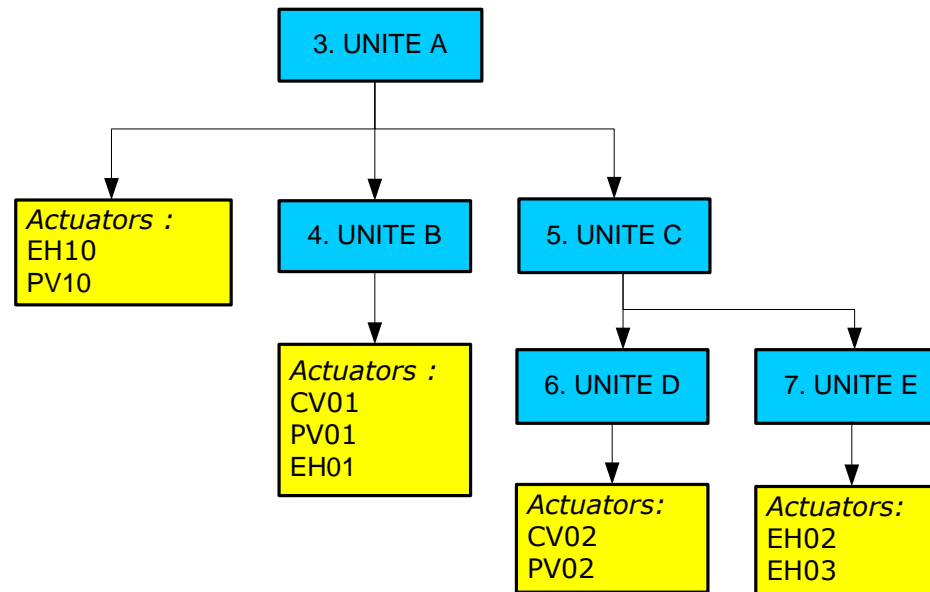 3. UNITE A
Actuators :
EH10
PV10
4. UNITE B
5. UNITE C
Actuators :
CV01
PV01
EH01
6. UNITE D
7. UNITE E
Actuators:
CV02
PV02
Actuators:
EH02
EH03